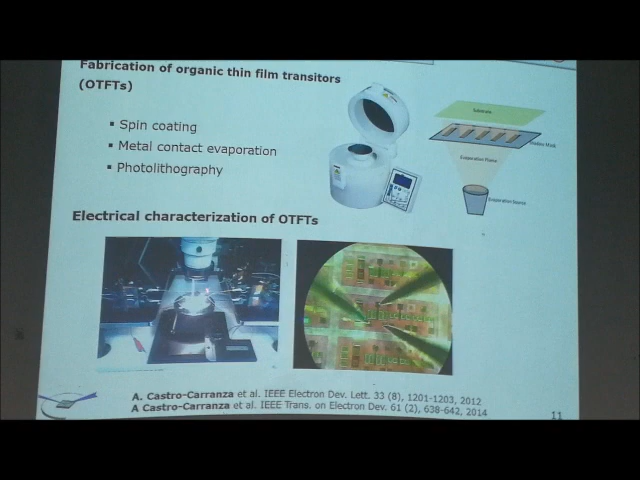 Fabrication of organic thin film transitors
(OTFTs)
▪ Spin coating
▪ Metal contact evaporation
▪ Photolithography
Substrate
Shadow Mask
Evaporation Plume
Evaporation Source
Electrical characterization of OTFTs
A. Castro-Carranza et al. IEEE Electron Dev. Lett. 33 (8), 1201-1203, 2012
A Castro-Carranza et al. IEEE Trans. on Electron Dev. 61 (2), 638-642, 2014
11